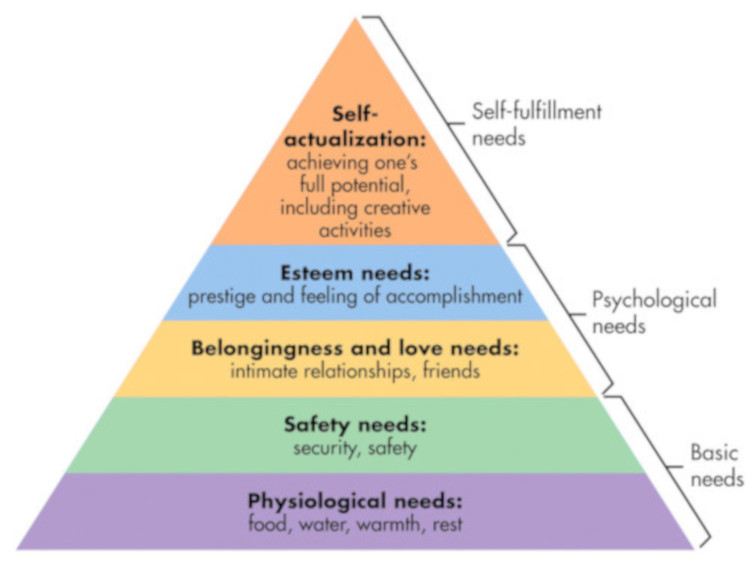 Self-
actualization:
achieving one's
full potential,
including creative
activities
Self-fulfillment
needs
Esteem needs:
prestige and feeling of accomplishment
Psychological
needs
Belongingness and love needs:
intimate relationships, friends
Safety needs:
security, safety
Basic
needs
Physiological needs:
food, water, warmth, rest